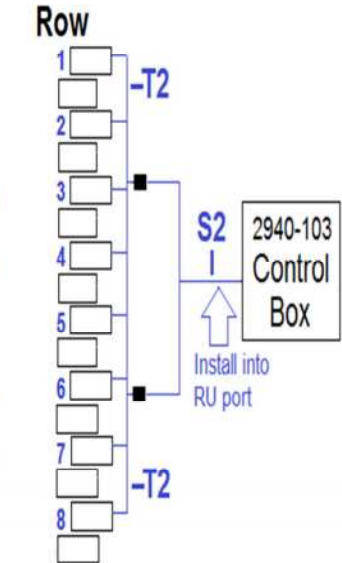 Row
1
–T2
2
3
S2
2940-103
4
Control
Box
5
Install into
RU port
6
7
–T2
8